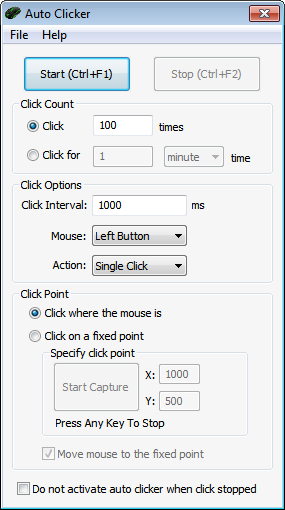 Auto Clicker
File Help
Start (Ctrl+F1) Stop (Ctrl+F2)
Click Count
Click 100 times
Click for 1 minute time
Click Options
Click Interval: 1000 ms
Mouse: Left Button
Action: Single Click
Click Point
Click where the mouse is
Click on a fixed point
Specify click point
Start Capture
X: 1000
Y: 500
Press Any Key To Stop
Move mouse to the fixed point
Do not activate auto clicker when click stopped